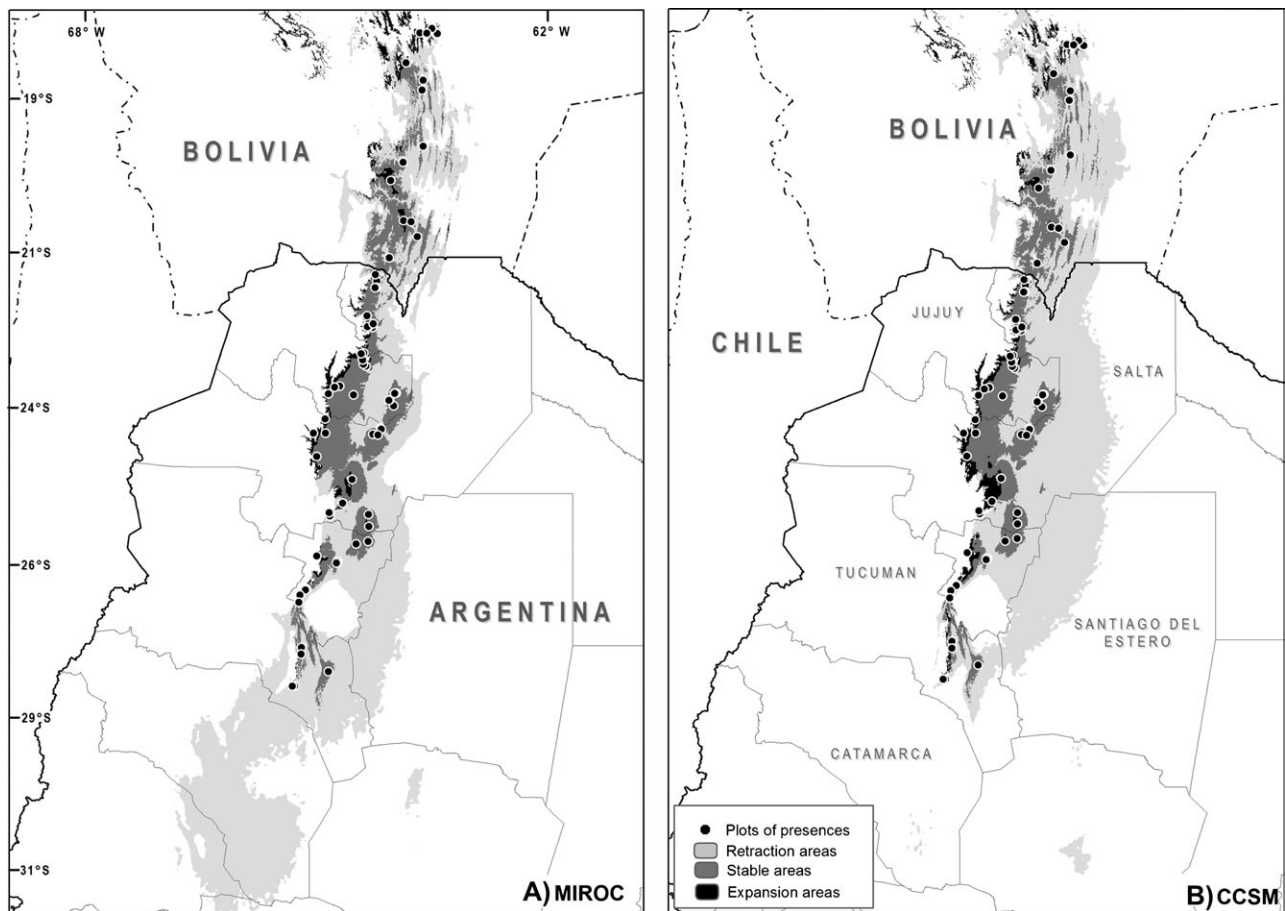 68° W
62° W
19°S
21°S
24°S
26°S
29°S
31°S
BOLIVIA
ARGENTINA
A) MIROC
BOLIVIA
CHILE
JUJUY
SALTA
TUCUMAN
SANTIAGO DEL
ESTERO
CATAMARCA
Plots of presences
Retraction areas
Stable areas
Expansion areas
B) CCSM